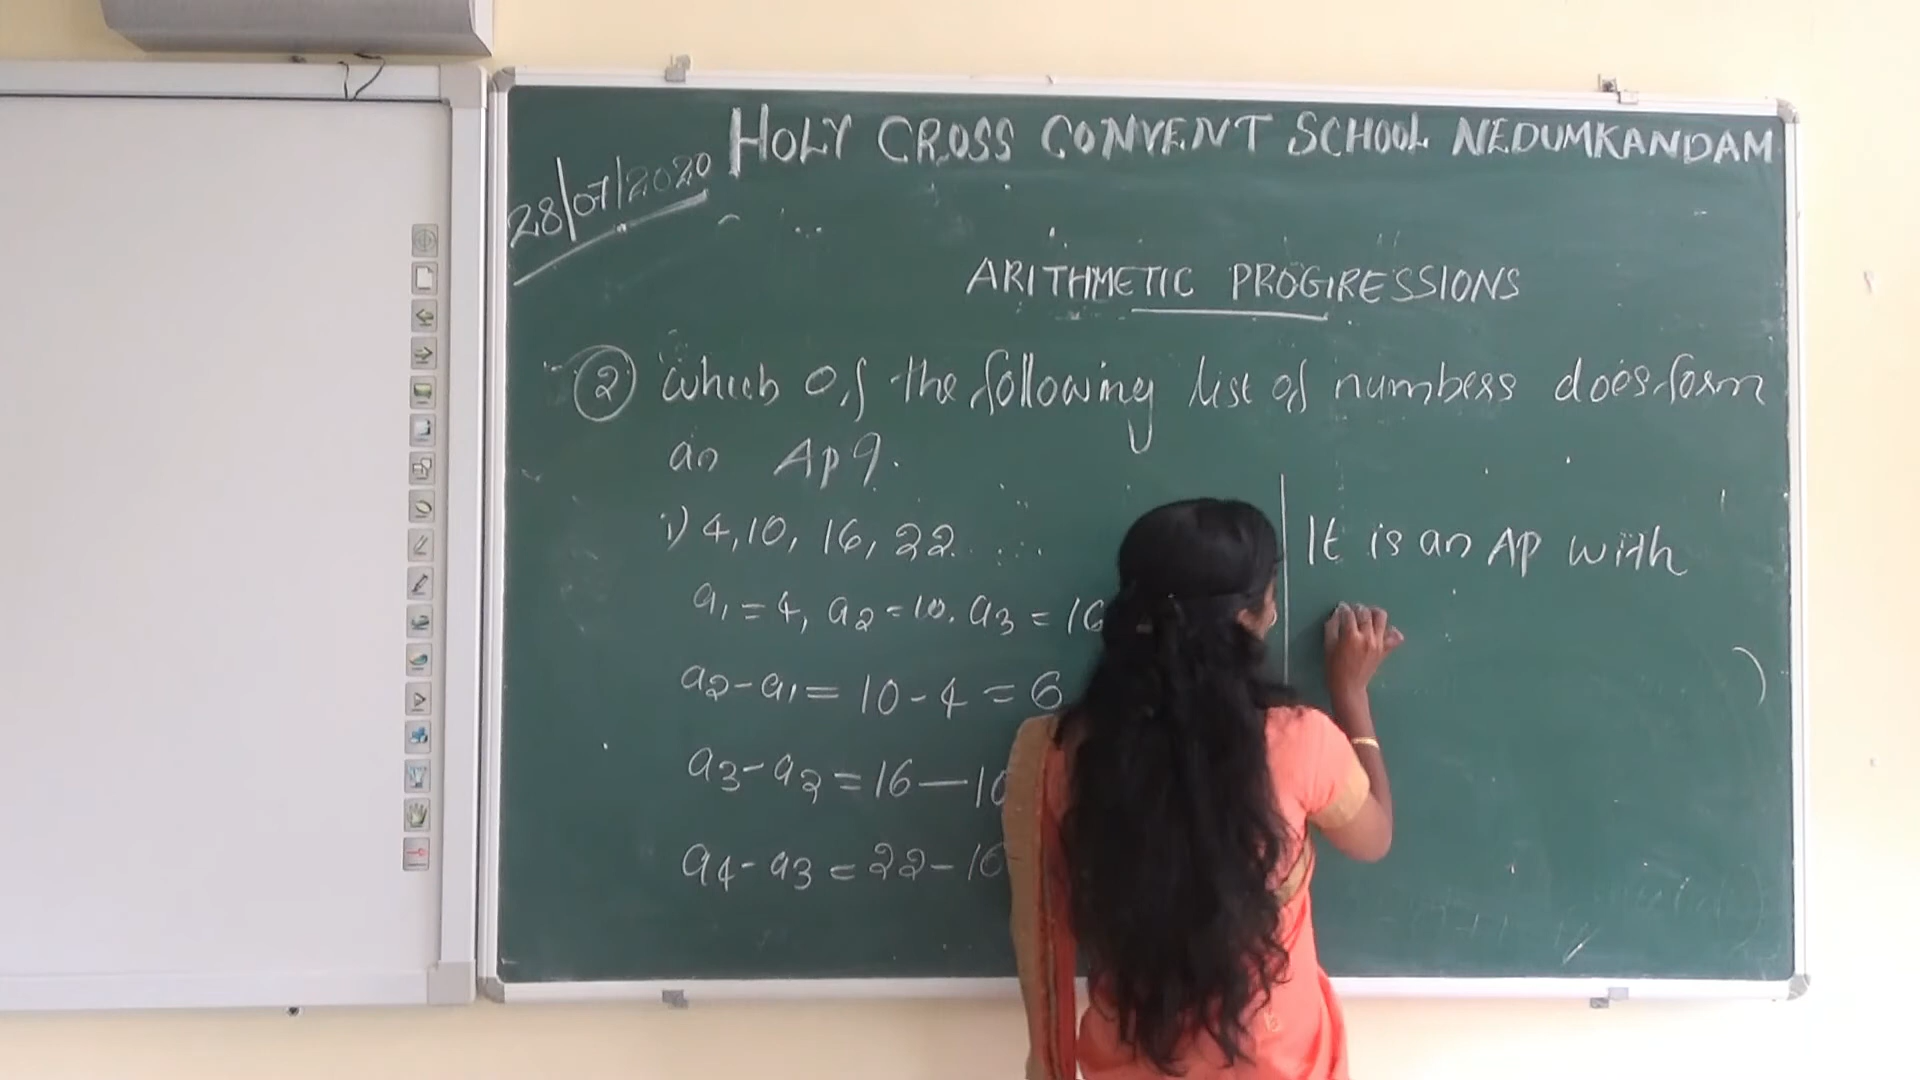 HOLY CROSS CONVENT SCHOOL NEDUMKANDAM
28/07/2020
ARITHMETIC PROGRESSIONS
2 which of the following list of numbers does form
an Ap?
i) 4, 10, 16, 22 ....
a1 = 4, a2 = 10. a3 = 16
a2 - a1 = 10 - 4 = 6
a3 - a2 = 16 - 10
a4 - a3 = 22 - 16
It is an AP with